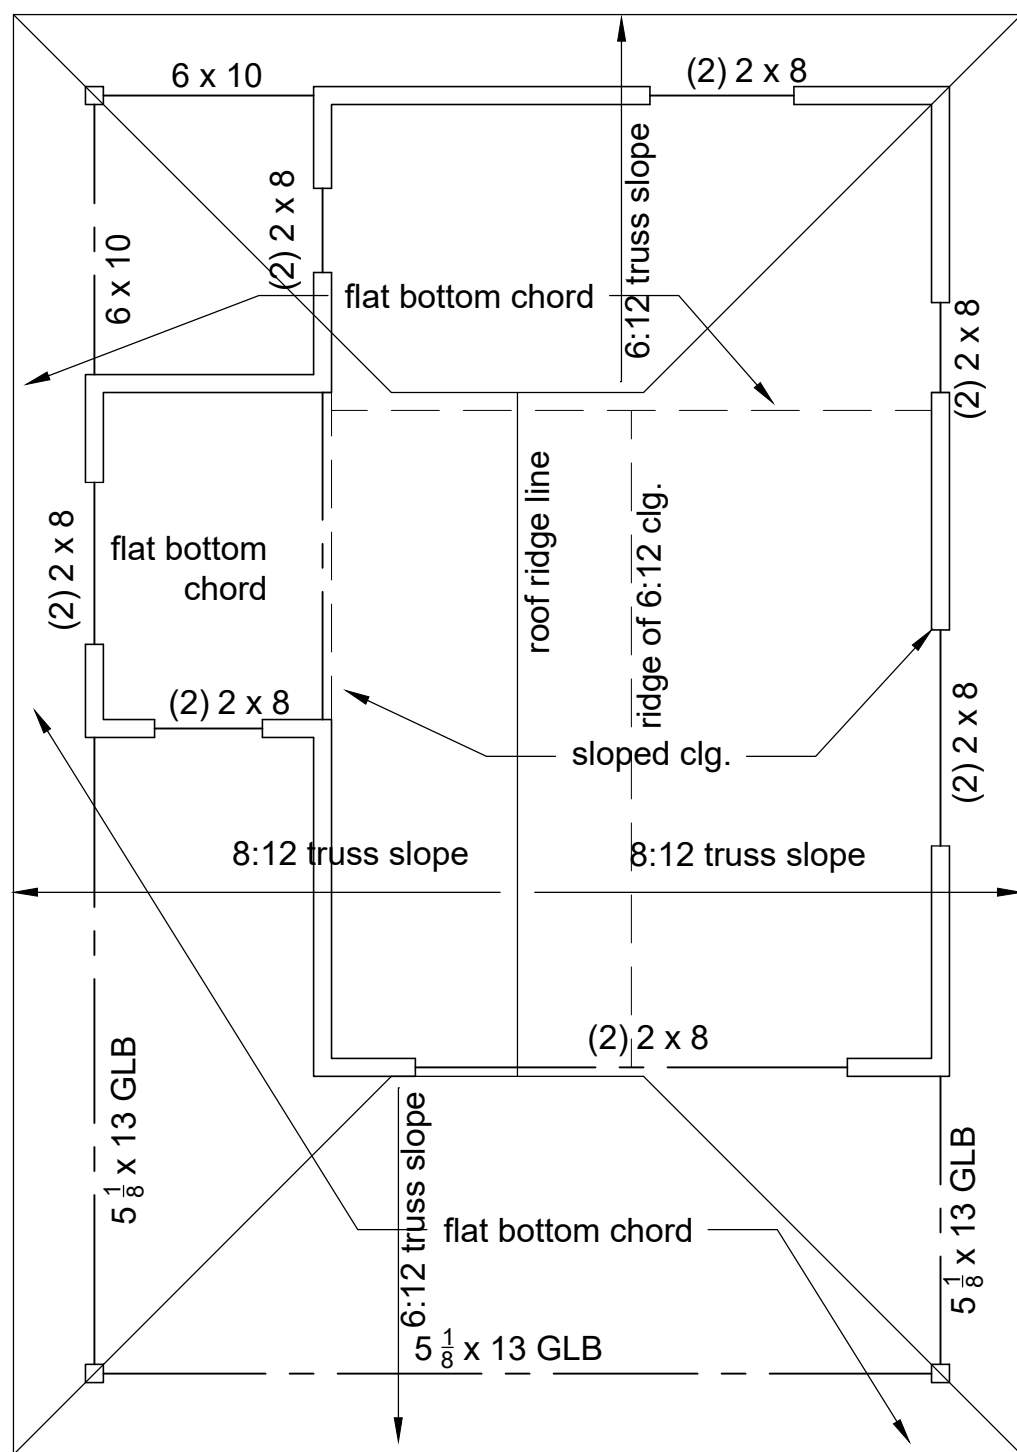 6 x 10
(2) 2 x 8
6:12 truss slope
(2) 2 x 8
6 x 10
flat bottom chord
(2) 2 x 8
roof ridge line
ridge of 6:12 clg.
(2) 2 x 8
flat bottom
chord
(2) 2 x 8
(2) 2 x 8
sloped clg.
8:12 truss slope
8:12 truss slope
(2) 2 x 8
5 1/8 x 13 GLB
6:12 truss slope
5 1/8 x 13 GLB
flat bottom chord
5 1/8 x 13 GLB